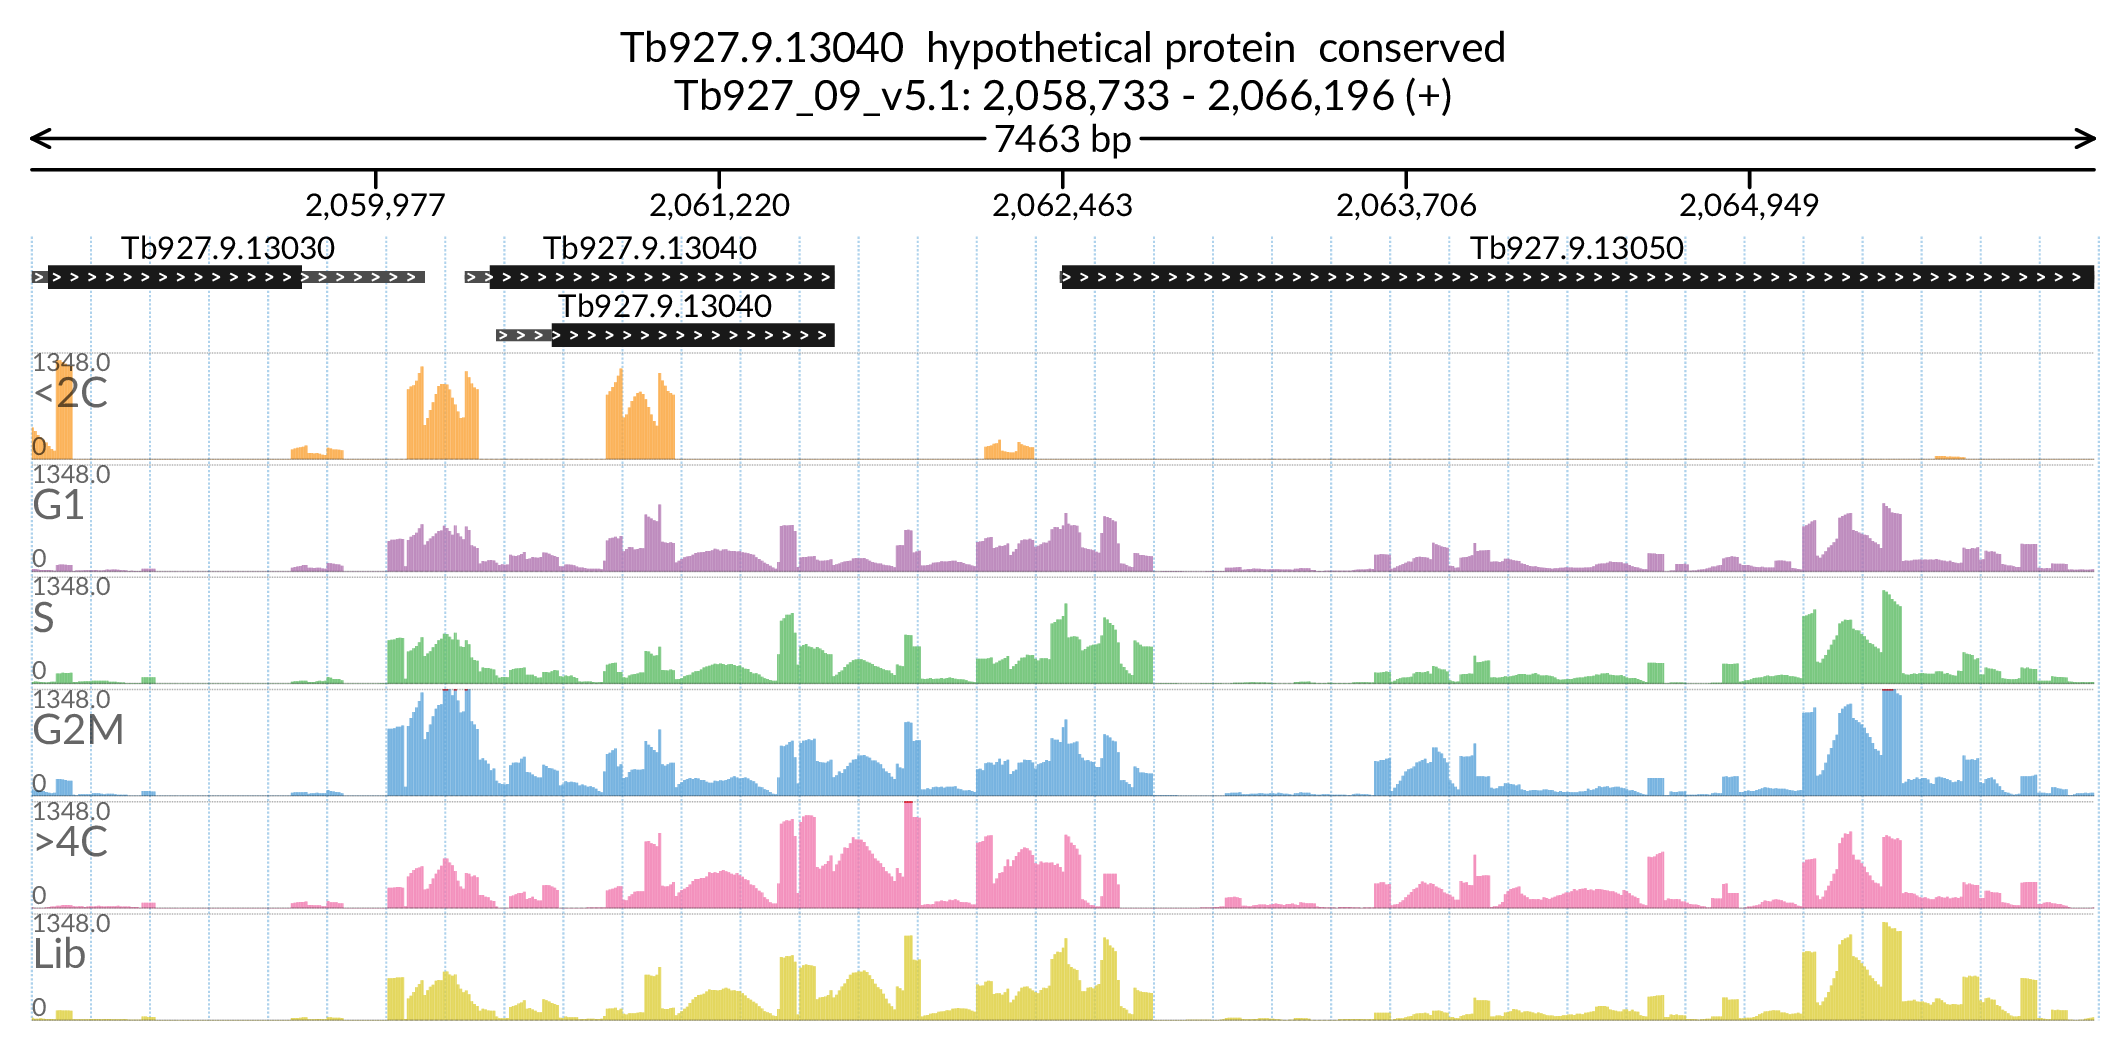 Tb927.9.13040  hypothetical protein  conserved
Tb927_09_v5.1: 2,058,733 - 2,066,196 (+)
7463 bp
2,059,977 2,061,220 2,062,463 2,063,706 2,064,949
Tb927.9.13030 Tb927.9.13040 Tb927.9.13050
Tb927.9.13040
1348.0
<2C
0
1348.0
G1
0
1348.0
S
0
1348.0
G2M
0
1348.0
>4C
0
1348.0
Lib
0